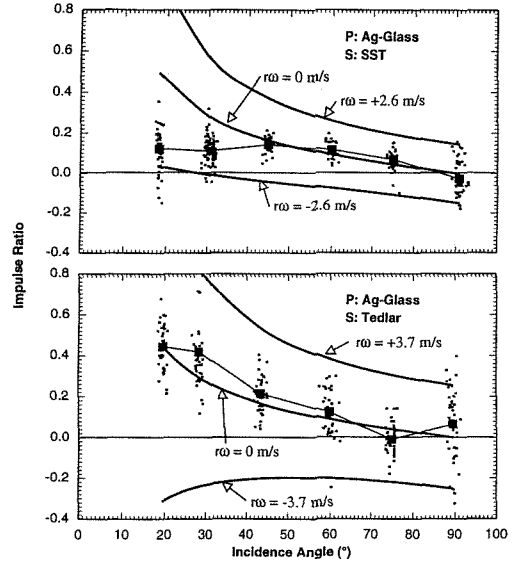 0.8
P: Ag-Glass
S: SST
0.6
rω = 0 m/s
rω = +2.6 m/s
0.4
0.2
0.0
-0.2
rω = -2.6 m/s
-0.4
Impulse Ratio
0.8
P: Ag-Glass
S: Tedlar
0.6
rω = +3.7 m/s
0.4
0.2
0.0
rω = 0 m/s
-0.2
rω = -3.7 m/s
-0.4
0 10 20 30 40 50 60 70 80 90 100
Incidence Angle (°)